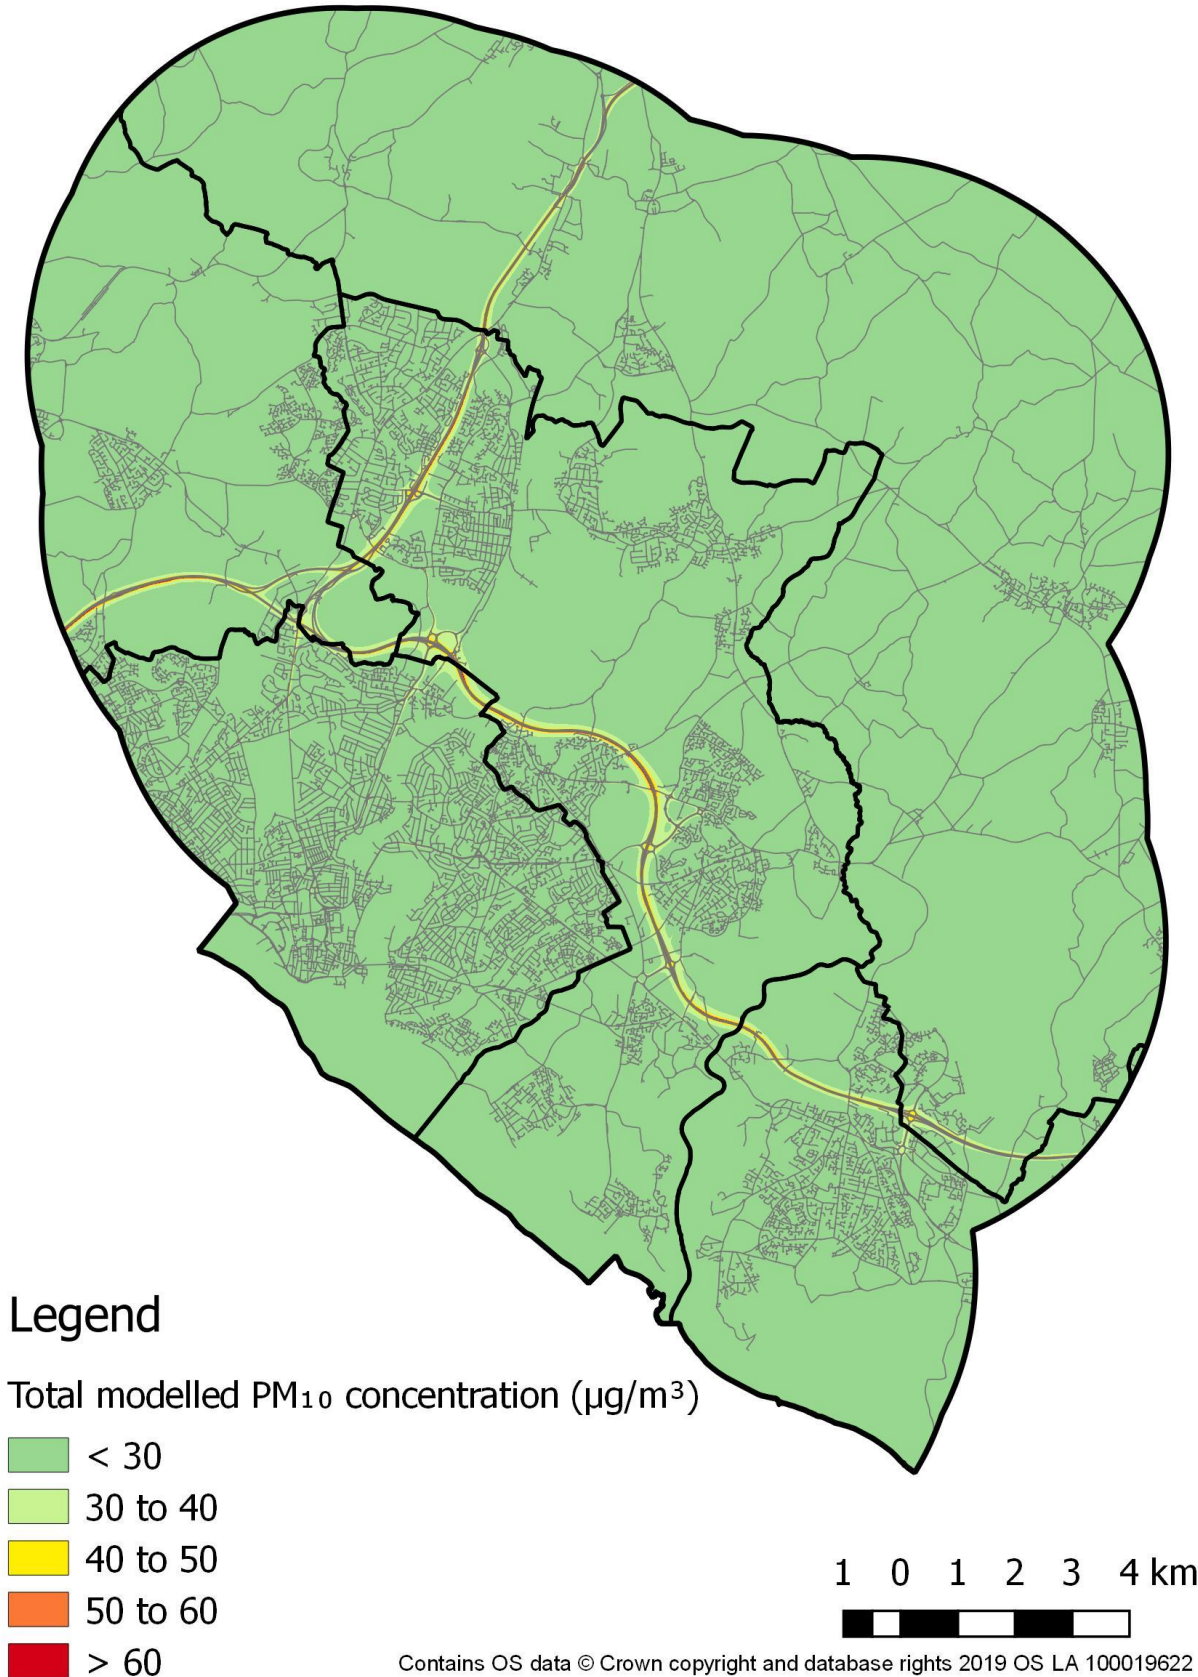 Legend
Total modelled PM₁₀ concentration (µg/m³)
< 30
30 to 40
40 to 50
50 to 60
> 60
1 0 1 2 3 4 km
Contains OS data © Crown copyright and database rights 2019 OS LA 100019622